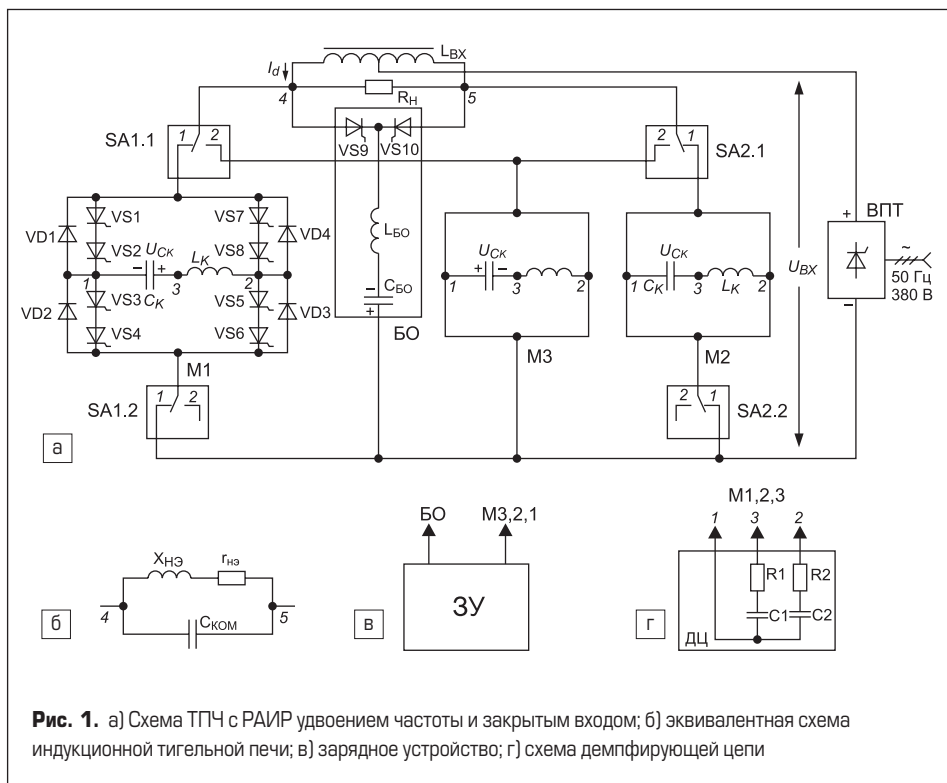 L_ВХ
I_d
4
R_Н
5
VS9
VS10
SA1.1
1
2
SA2.1
2
1
L_БО
C_БО
БО
U_ВХ
ВПТ
+
−
~
50 Гц
380 В
VD1
VS1
VS7
VD4
VS2
U_СК
L_К
VS8
− +
1
3
2
C_К
VD2
VS3
VS5
VD3
VS4
VS6
− +
М1
U_СК
+ −
1
3
2
М3
U_СК
1
C_К
3
L_К
2
М2
SA1.2
1
2
SA2.2
2
1
а
X_НЭ
r_нэ
4
5
C_КОМ
б
БО
М3,2,1
ЗУ
в
М1,2,3
1
3
2
R1
R2
C1
C2
ДЦ
г
Рис. 1. а) Схема ТПЧ с РАИР удвоением частоты и закрытым входом; б) эквивалентная схема
индукционной тигельной печи; в) зарядное устройство; г) схема демпфирующей цепи